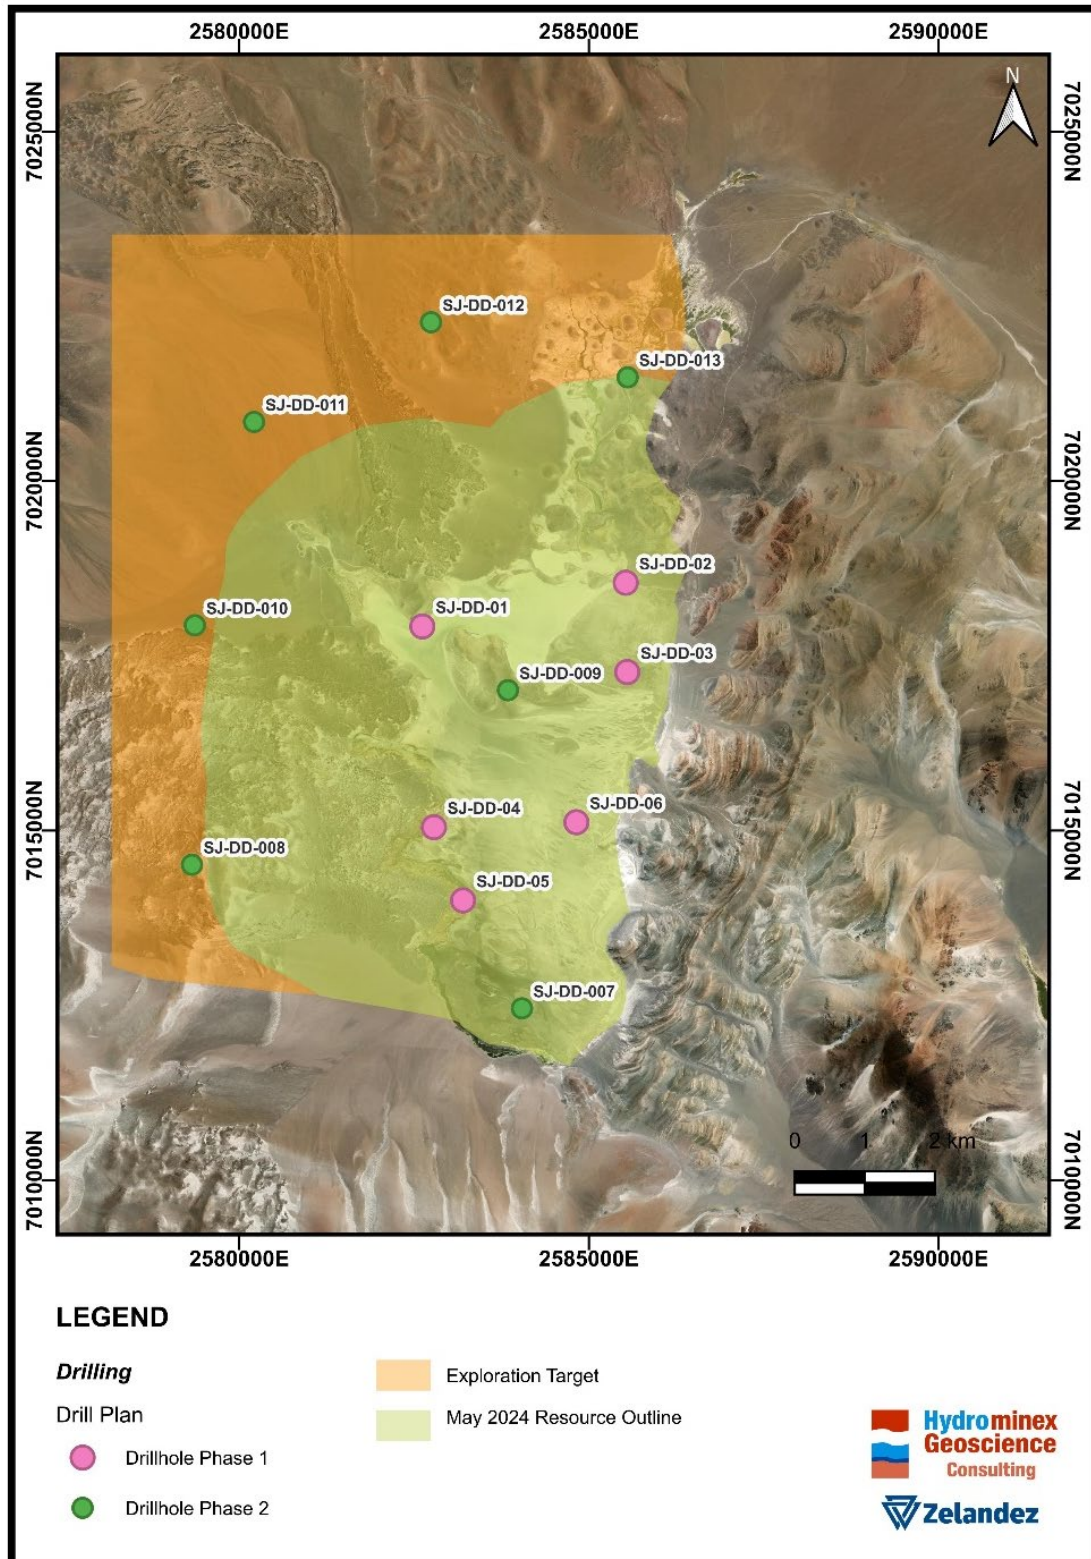 2580000E 2585000E 2590000E
N
7025000N 7025000N
SJ-DD-012
SJ-DD-013
SJ-DD-011
7020000N 7020000N
SJ-DD-02
SJ-DD-010
SJ-DD-01
SJ-DD-03
SJ-DD-009
SJ-DD-06
SJ-DD-04
7015000N 7015000N
SJ-DD-008
SJ-DD-05
SJ-DD-007
0 1 2 km
7010000N 7010000N
2580000E 2585000E 2590000E
LEGEND
Drilling
Drill Plan
Drillhole Phase 1
Drillhole Phase 2
Exploration Target
May 2024 Resource Outline
Hydrominex
Geoscience
Consulting
Zelandez